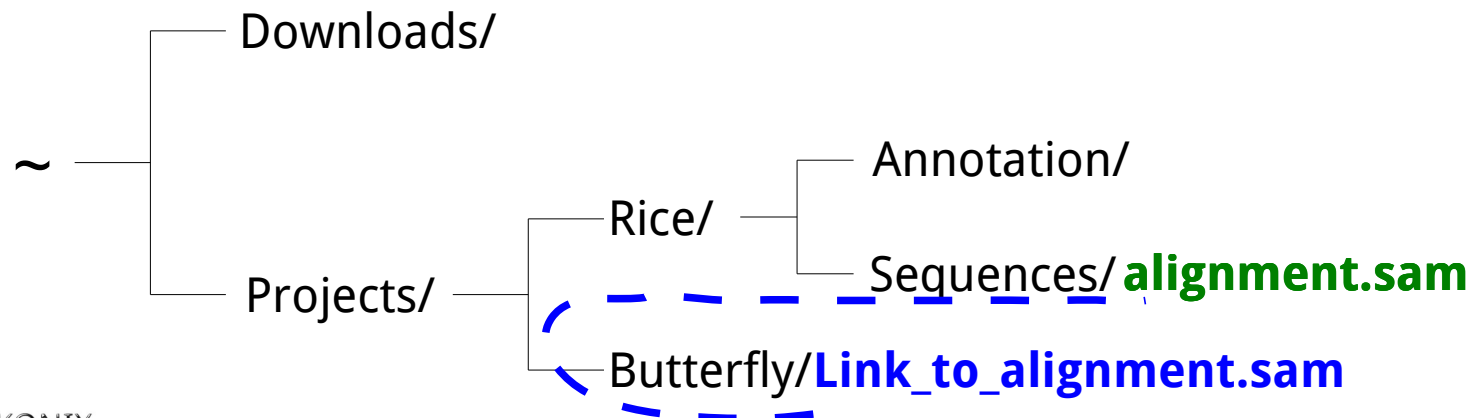 Downloads/
~
Annotation/
Rice/
Sequences/ alignment.sam
Projects/
Butterfly/Link_to_alignment.sam